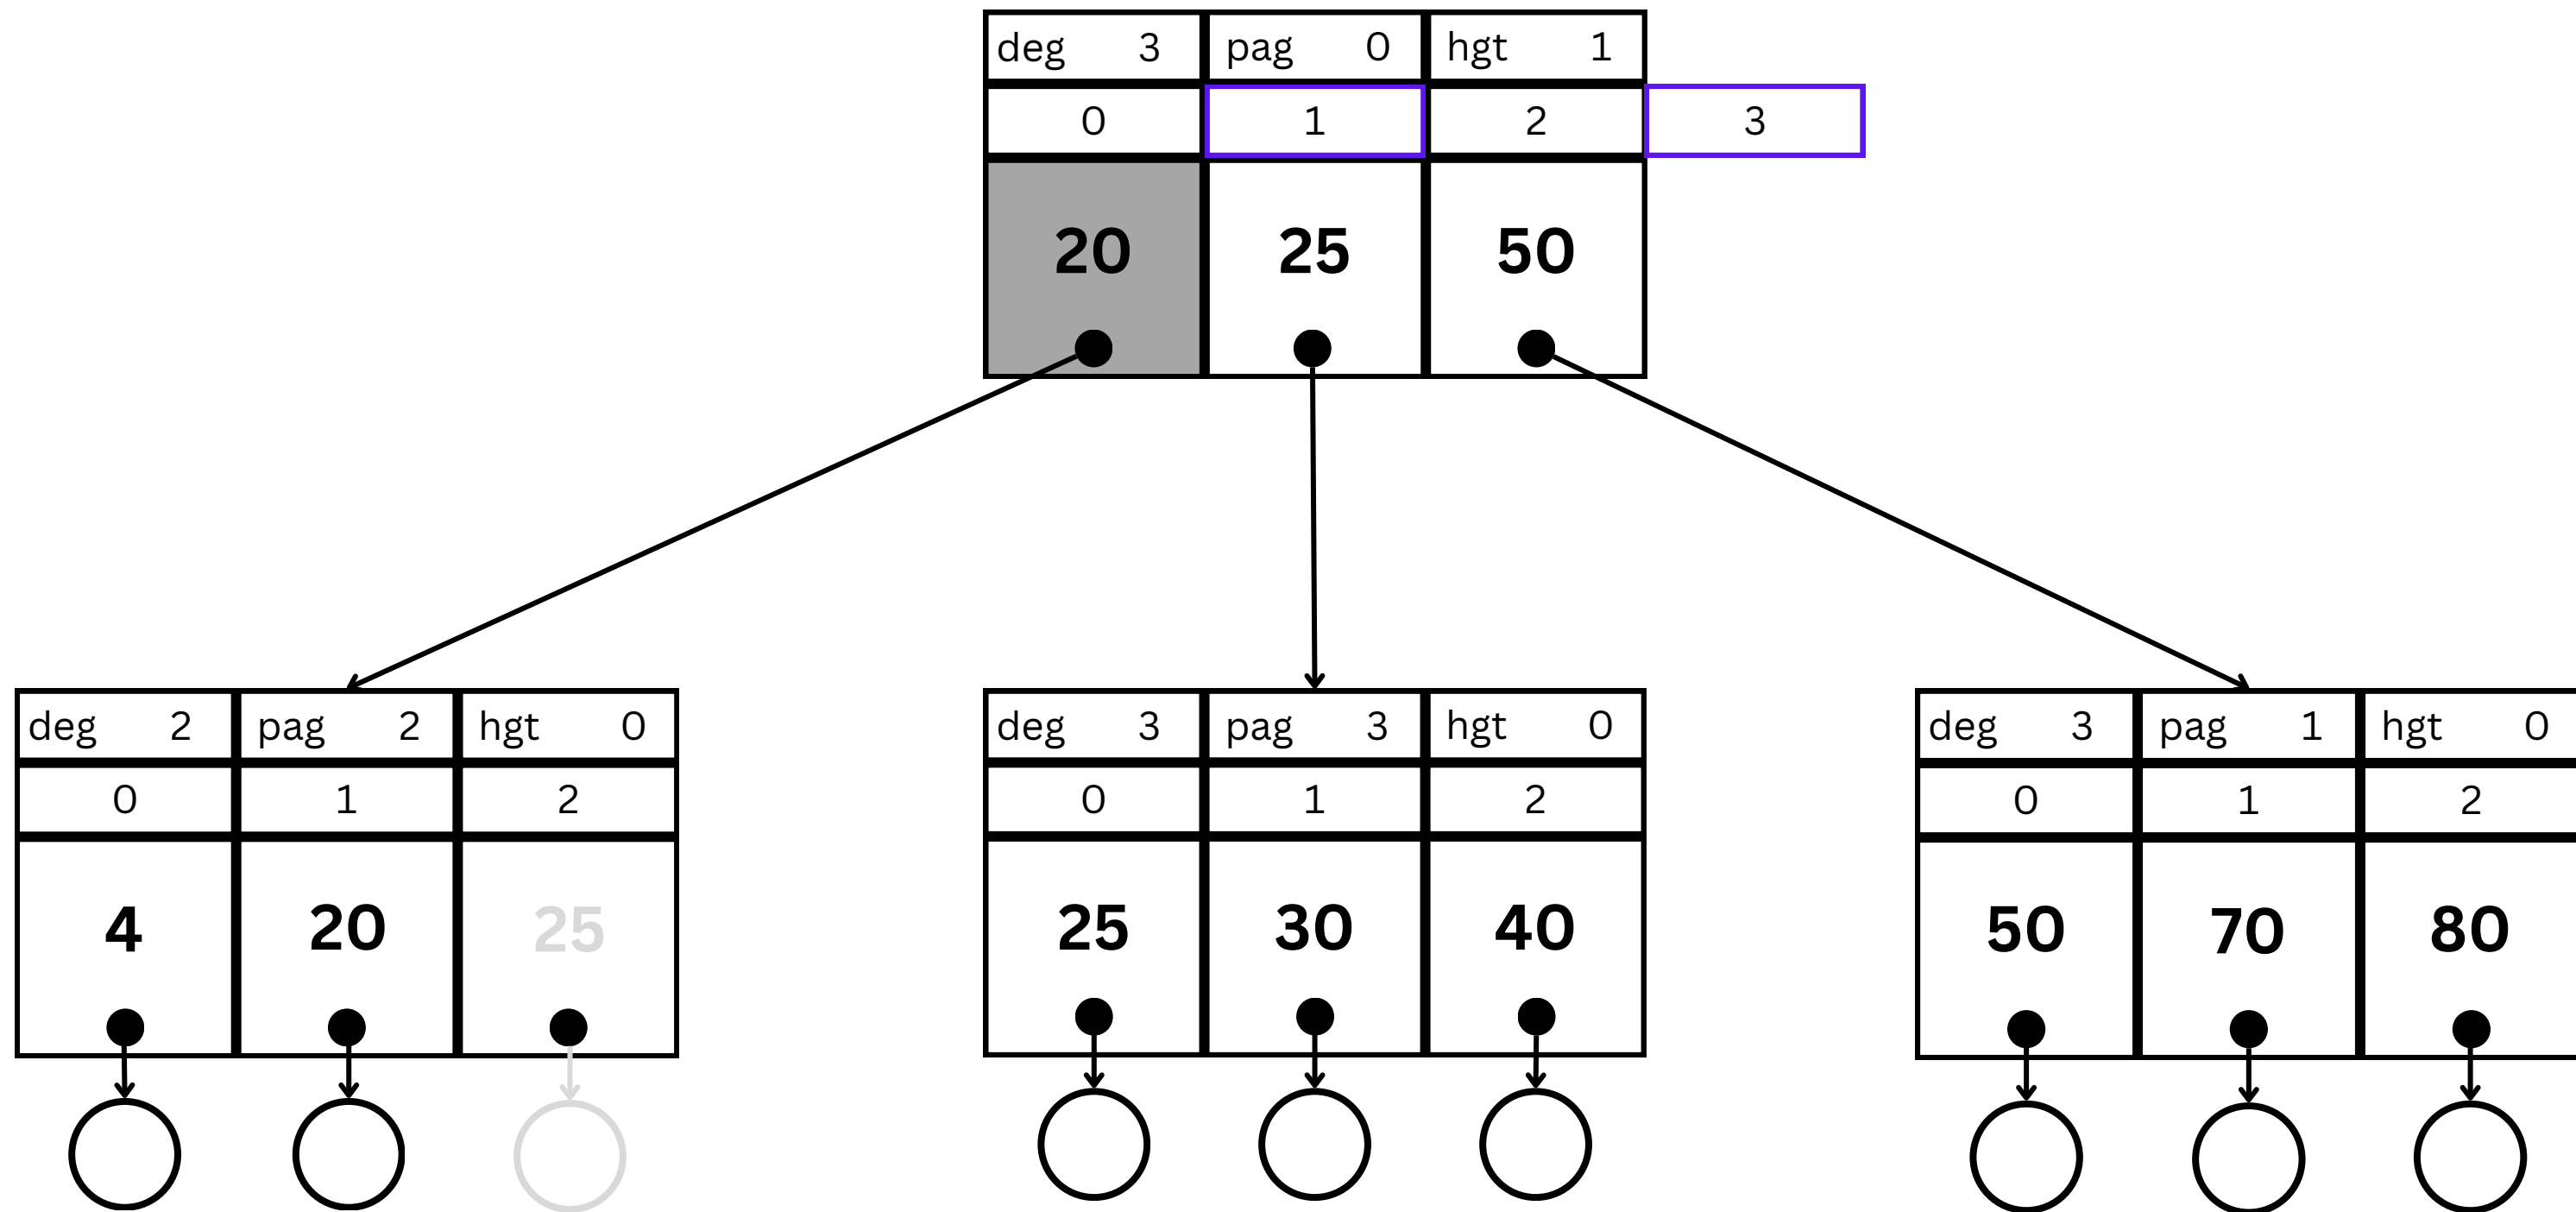 deg 3 pag 0 hgt 1
0 1 2 3
20 25 50
deg 2 pag 2 hgt 0
0 1 2
4 20 25
deg 3 pag 3 hgt 0
0 1 2
25 30 40
deg 3 pag 1 hgt 0
0 1 2
50 70 80